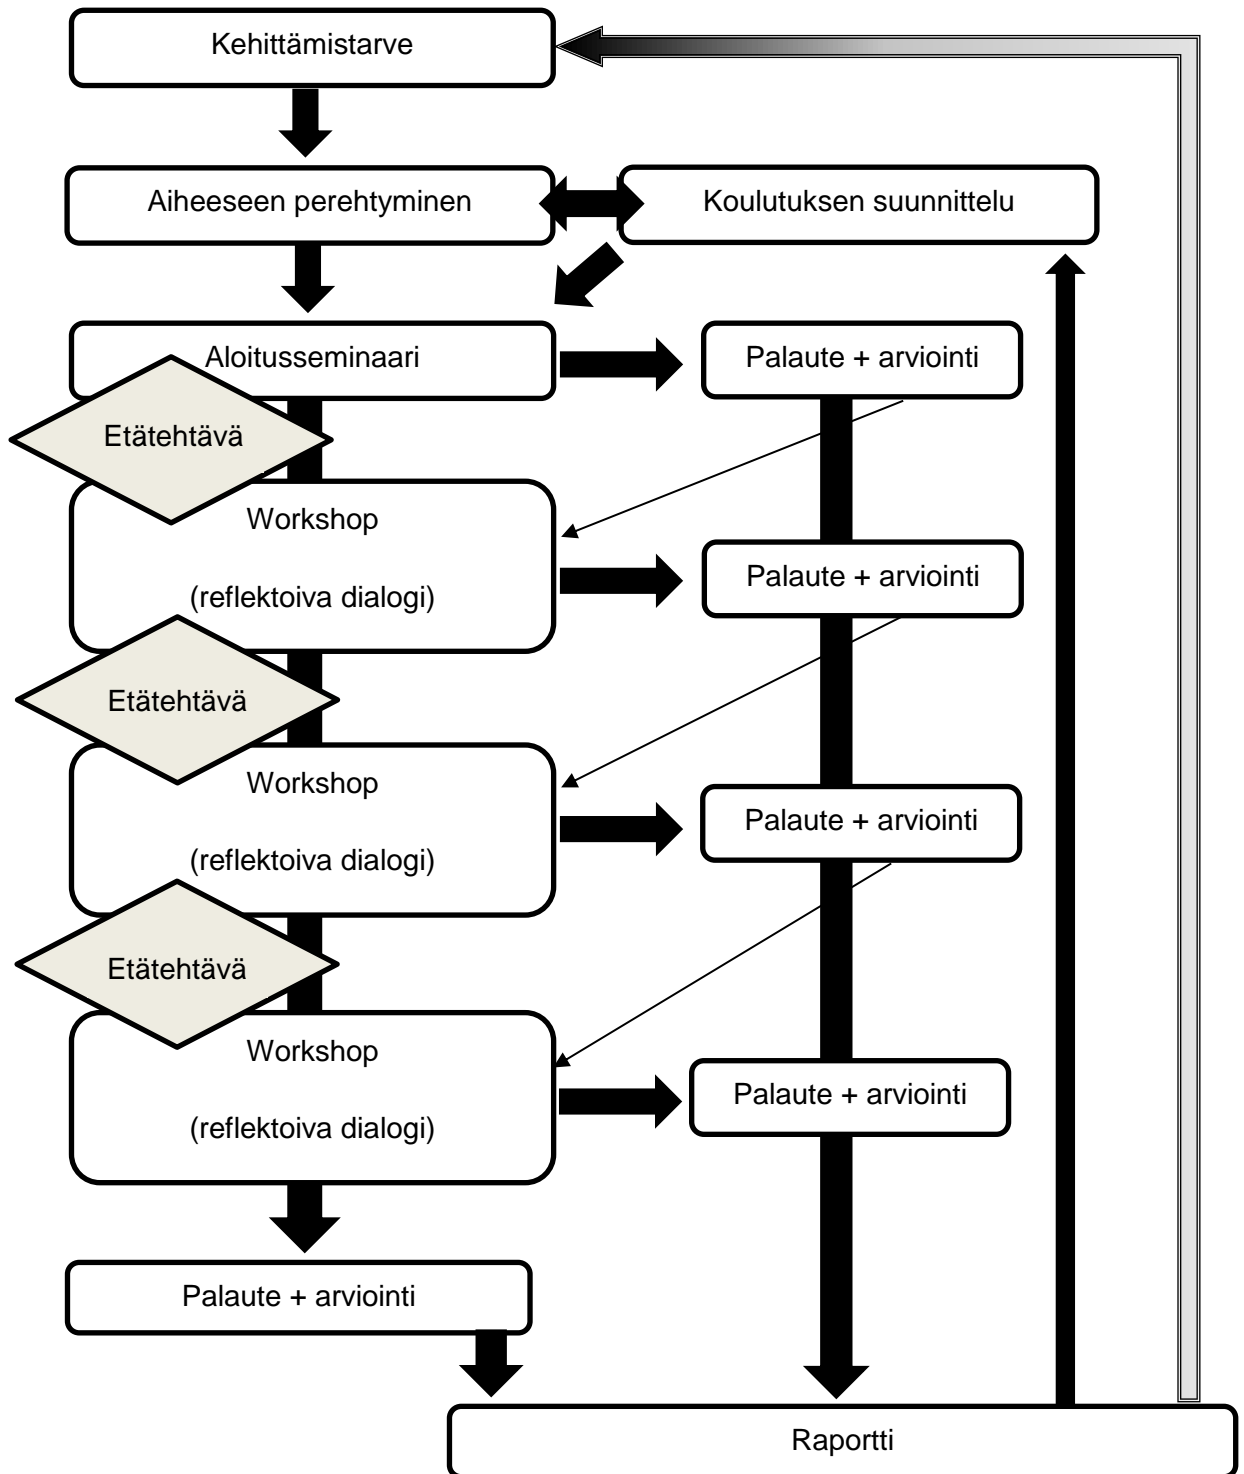 Kehittämistarve
Aiheeseen perehtyminen
Koulutuksen suunnittelu
Aloitusseminaari
Palaute + arviointi
Etätehtävä
Workshop
(reflektoiva dialogi)
Palaute + arviointi
Etätehtävä
Workshop
(reflektoiva dialogi)
Palaute + arviointi
Etätehtävä
Workshop
(reflektoiva dialogi)
Palaute + arviointi
Palaute + arviointi
Raportti